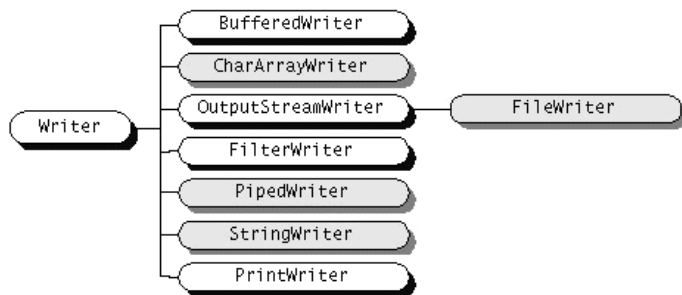 BufferedWriter
CharArrayWriter
Writer
OutputStreamWriter
FileWriter
FilterWriter
PipedWriter
StringWriter
PrintWriter